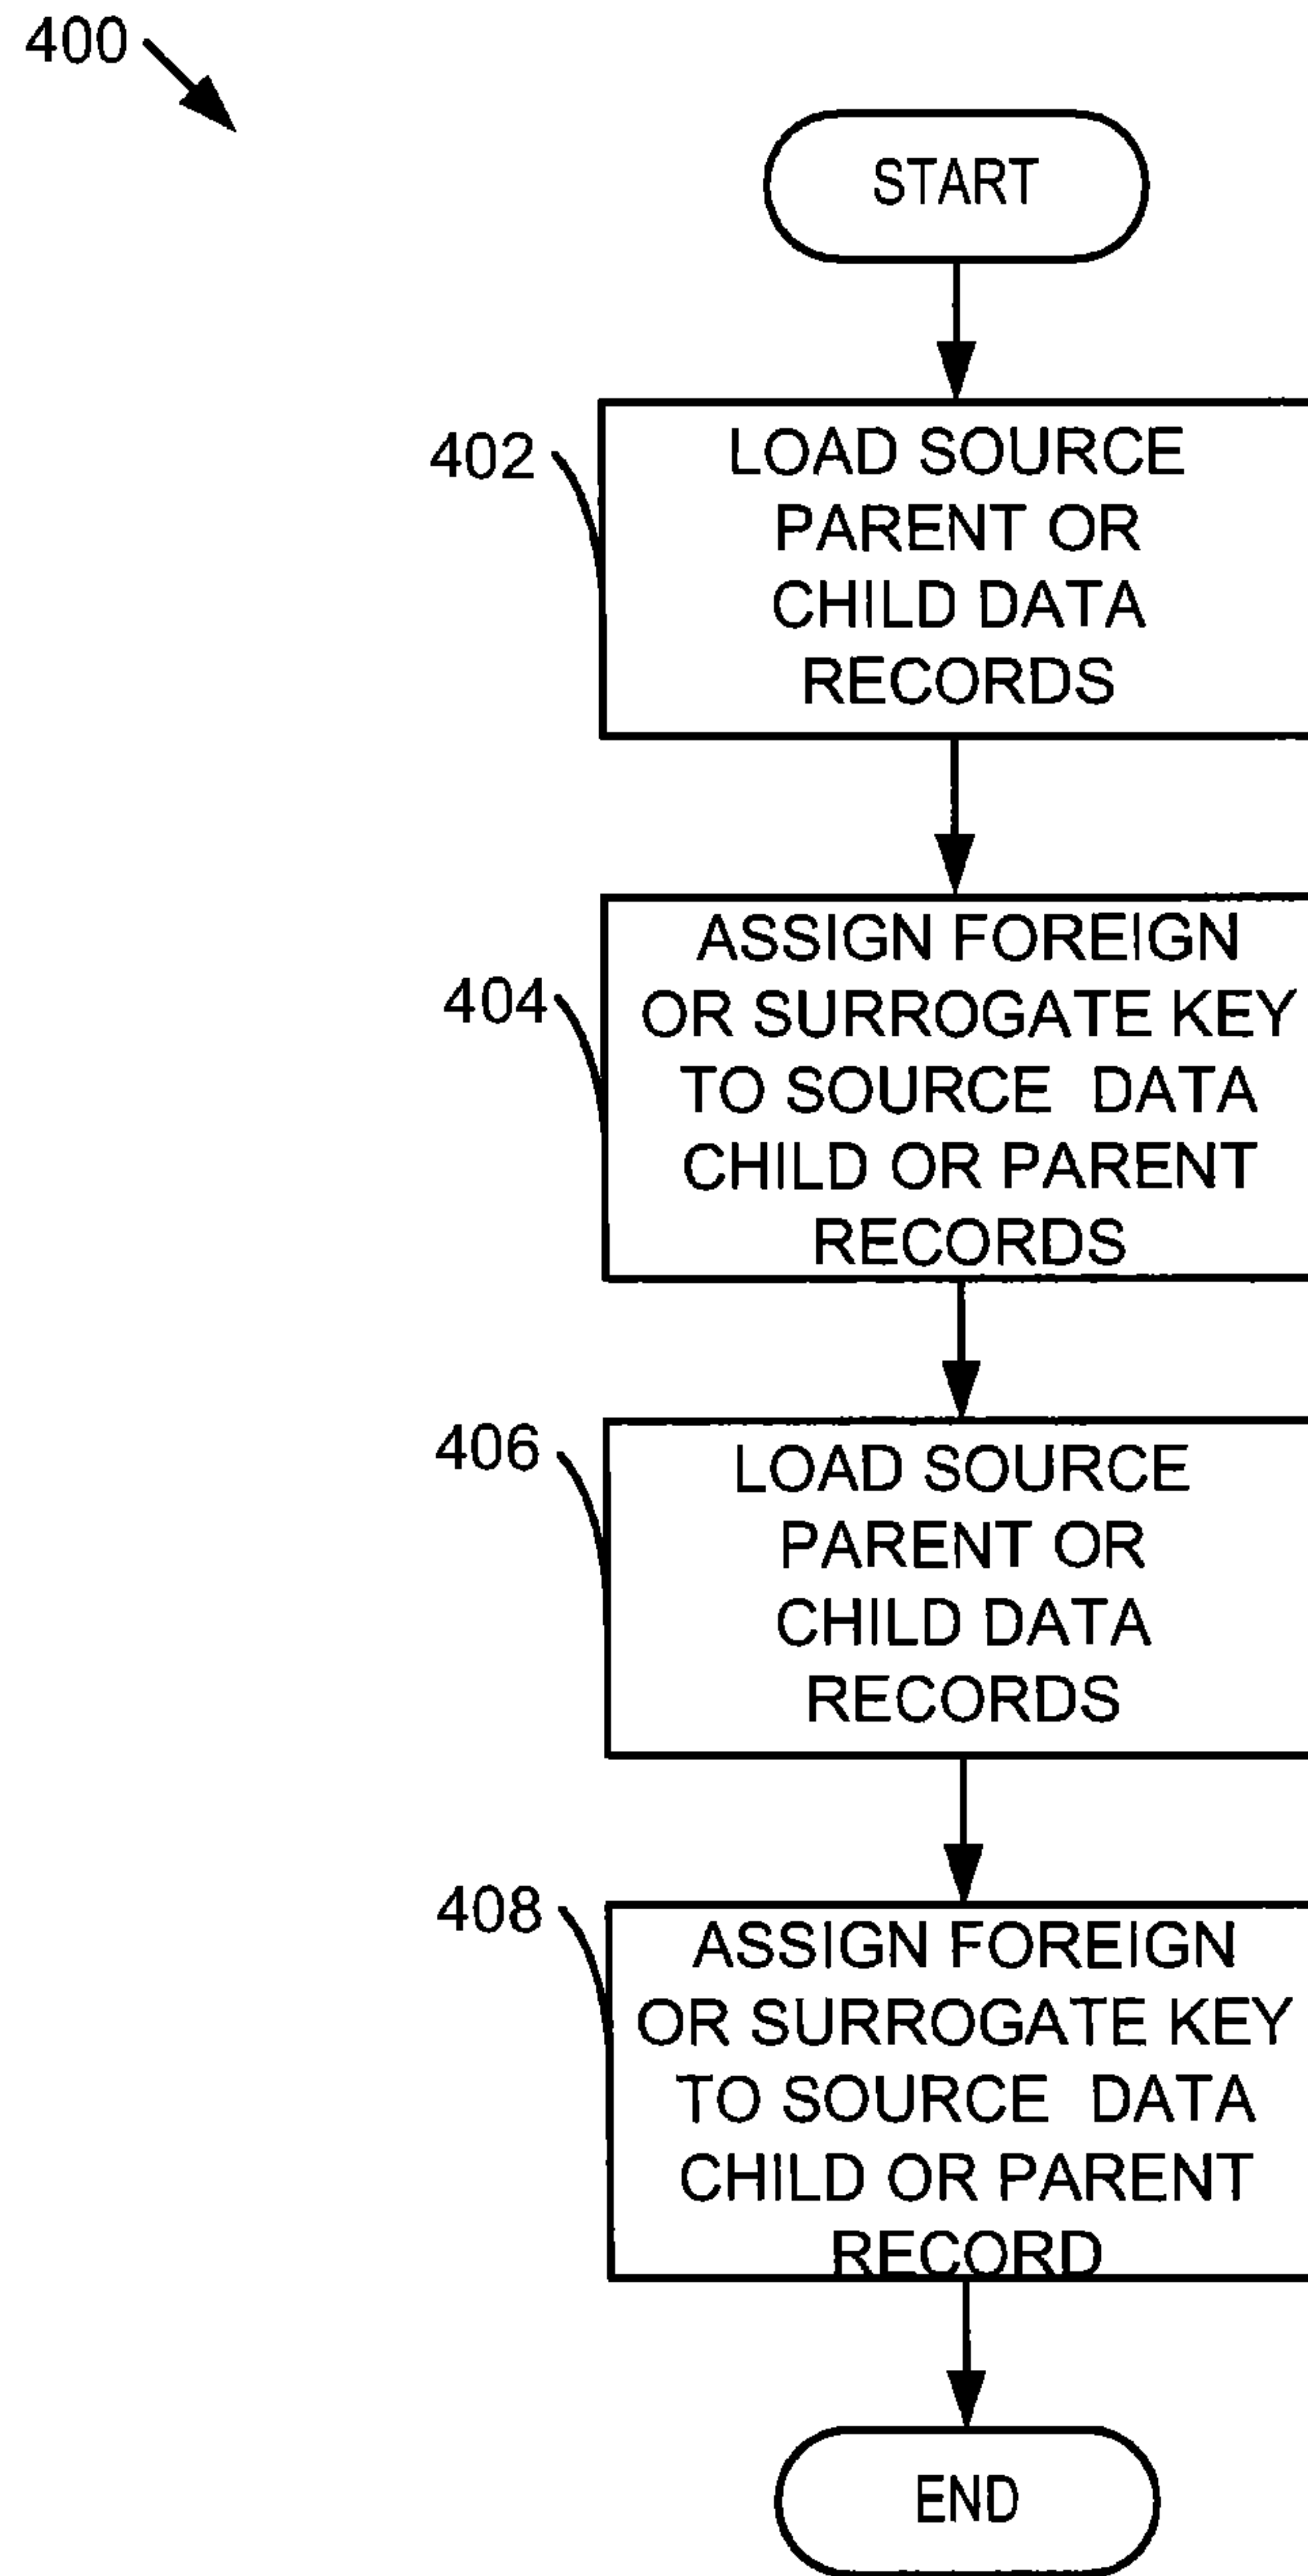 400
START
402
LOAD SOURCE
PARENT OR
CHILD DATA
RECORDS
404
ASSIGN FOREIGN
OR SURROGATE KEY
TO SOURCE DATA
CHILD OR PARENT
RECORDS
406
LOAD SOURCE
PARENT OR
CHILD DATA
RECORDS
408
ASSIGN FOREIGN
OR SURROGATE KEY
TO SOURCE DATA
CHILD OR PARENT
RECORD
END